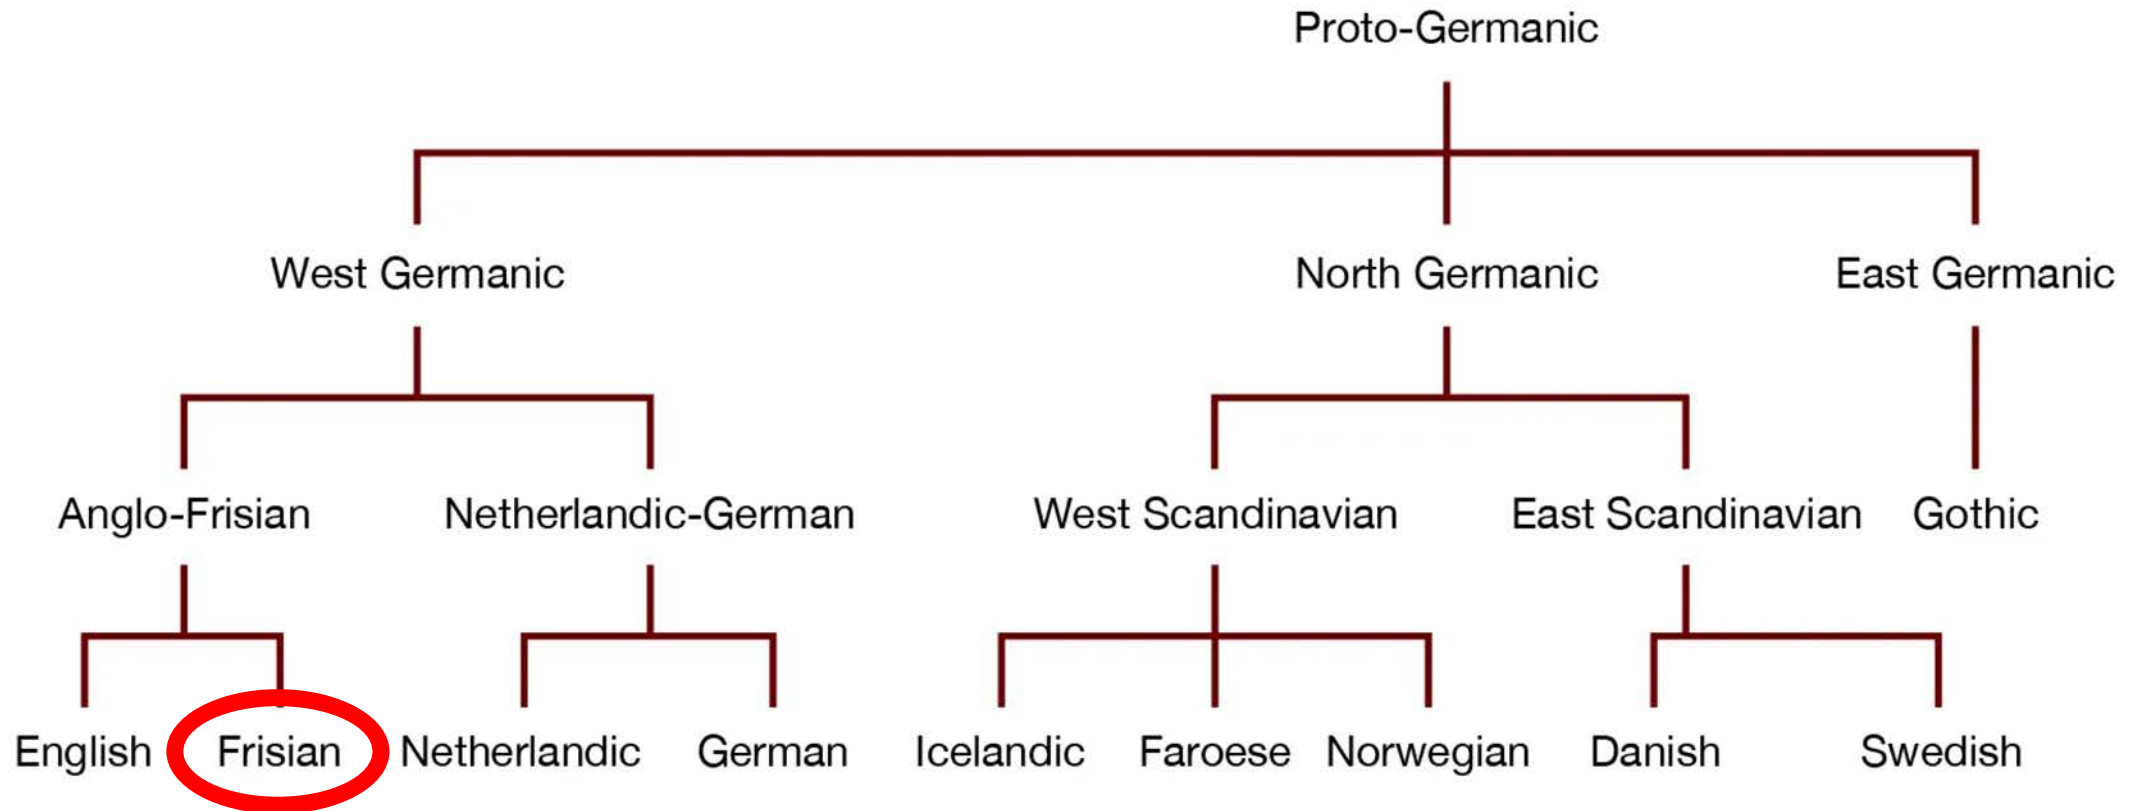 Proto-Germanic
West Germanic North Germanic East Germanic
Anglo-Frisian Netherlandic-German West Scandinavian East Scandinavian Gothic
English Frisian Netherlandic German Icelandic Faroese Norwegian Danish Swedish